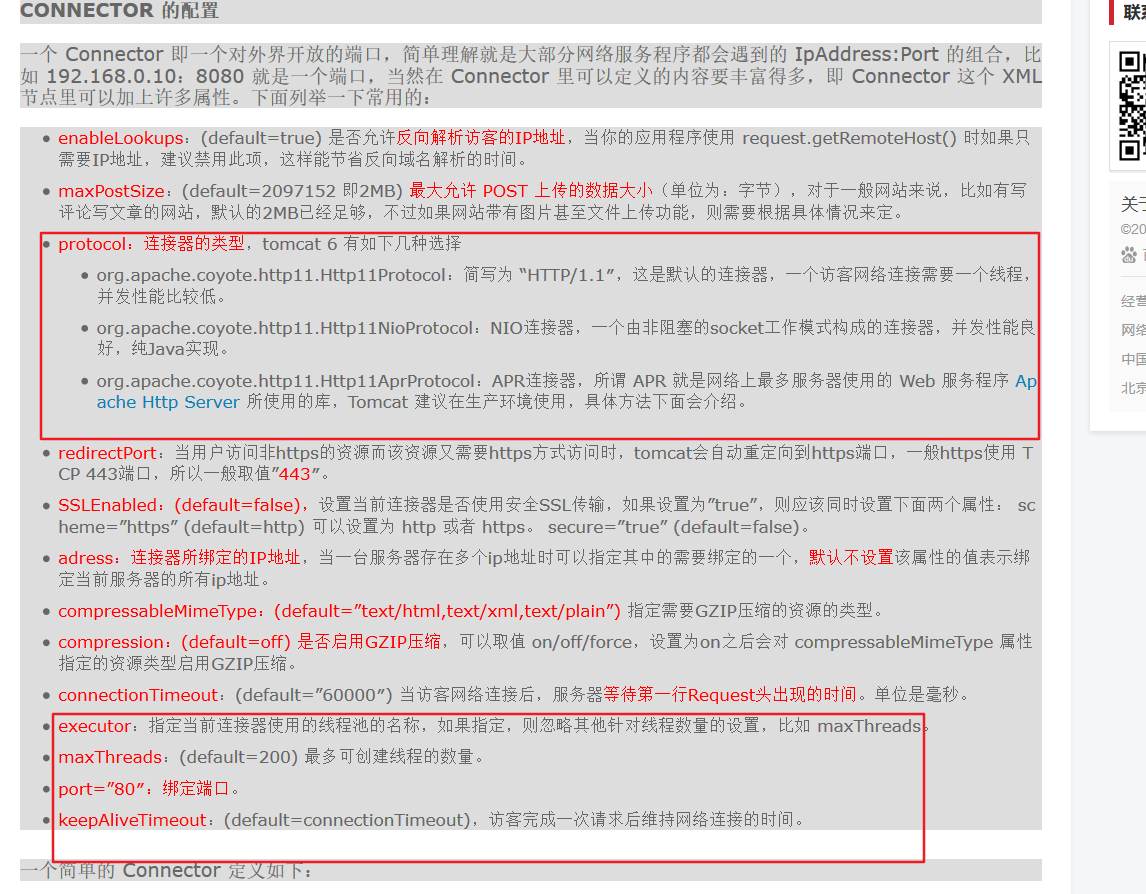 CONNECTOR 的配置
一个 Connector 即一个对外界开放的端口，简单理解就是大部分网络服务程序都会遇到的 IpAddress:Port 的组合，比
如 192.168.0.10：8080 就是一个端口，当然在 Connector 里可以定义的内容要丰富得多，即 Connector 这个 XML
节点里可以加上许多属性。下面列举一下常用的：
enableLookups：(default=true) 是否允许反向解析访客的IP地址，当你的应用程序使用 request.getRemoteHost() 时如果只
需要IP地址，建议禁用此项，这样能节省反向域名解析的时间。
maxPostSize：(default=2097152 即2MB) 最大允许 POST 上传的数据大小（单位为：字节），对于一般网站来说，比如有写
评论写文章的网站，默认的2MB已经足够，不过如果网站带有图片甚至文件上传功能，则需要根据具体情况来定。
protocol：连接器的类型，tomcat 6 有如下几种选择
org.apache.coyote.http11.Http11Protocol：简写为 “HTTP/1.1”，这是默认的连接器，一个访客网络连接需要一个线程，
并发性能比较低。
org.apache.coyote.http11.Http11NioProtocol：NIO连接器，一个由非阻塞的socket工作模式构成的连接器，并发性能良
好，纯Java实现。
org.apache.coyote.http11.Http11AprProtocol：APR连接器，所谓 APR 就是网络上最多服务器使用的 Web 服务程序 Ap
ache Http Server 所使用的库，Tomcat 建议在生产环境使用，具体方法下面会介绍。
redirectPort：当用户访问非https的资源而该资源又需要https方式访问时，tomcat会自动重定向到https端口，一般https使用 T
CP 443端口，所以一般取值”443”。
SSLEnabled：(default=false)，设置当前连接器是否使用安全SSL传输，如果设置为”true”，则应该同时设置下面两个属性： sc
heme=”https” (default=http) 可以设置为 http 或者 https。 secure=”true” (default=false)。
adress：连接器所绑定的IP地址，当一台服务器存在多个ip地址时可以指定其中的需要绑定的一个，默认不设置该属性的值表示绑
定当前服务器的所有ip地址。
compressableMimeType：(default=”text/html,text/xml,text/plain”) 指定需要GZIP压缩的资源的类型。
compression：(default=off) 是否启用GZIP压缩，可以取值 on/off/force，设置为on之后会对 compressableMimeType 属性
指定的资源类型启用GZIP压缩。
connectionTimeout：(default=”60000”) 当访客网络连接后，服务器等待第一行Request头出现的时间。单位是毫秒。
executor：指定当前连接器使用的线程池的名称，如果指定，则忽略其他针对线程数量的设置，比如 maxThreads。
maxThreads：(default=200) 最多可创建线程的数量。
port=”80”：绑定端口。
keepAliveTimeout：(default=connectionTimeout)，访客完成一次请求后维持网络连接的时间。
一个简单的 Connector 定义如下：
联系
关于
©20
经营
网络
中国
北京